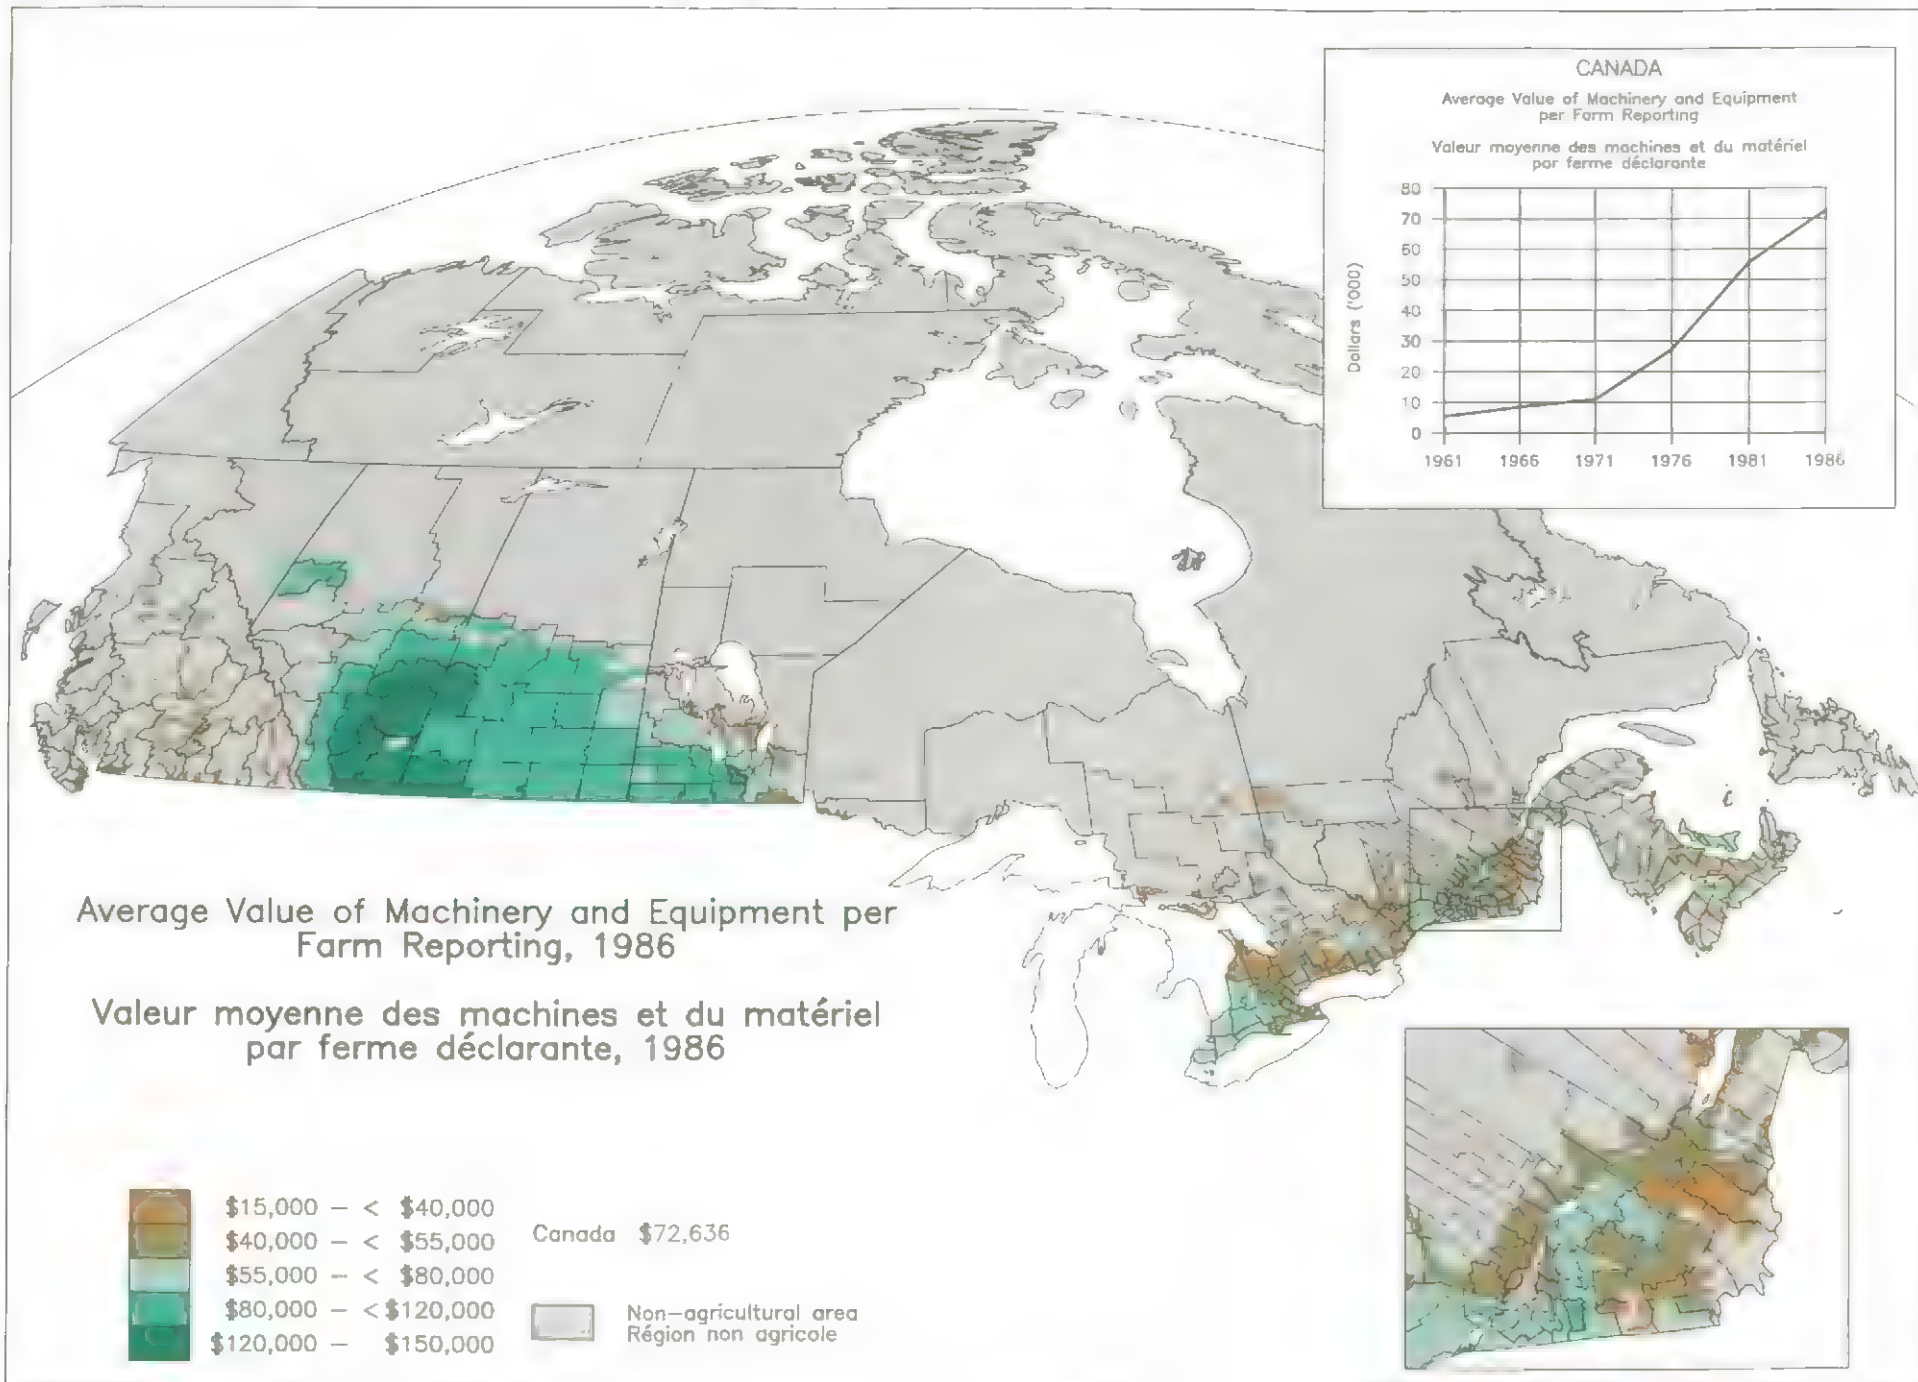 CANADA
Average Value of Machinery and Equipment
per Farm Reporting
Valeur moyenne des machines et du matériel
par ferme déclarante
80
70
60
50
40
30
20
10
0
Dollars ('000)
1961 1966 1971 1976 1981 1986
Average Value of Machinery and Equipment per
Farm Reporting, 1986
Valeur moyenne des machines et du matériel
par ferme déclarante, 1986
$15,000 – < $40,000
$40,000 – < $55,000
$55,000 – < $80,000
$80,000 – < $120,000
$120,000 – $150,000
Canada $72,636
Non-agricultural area
Région non agricole